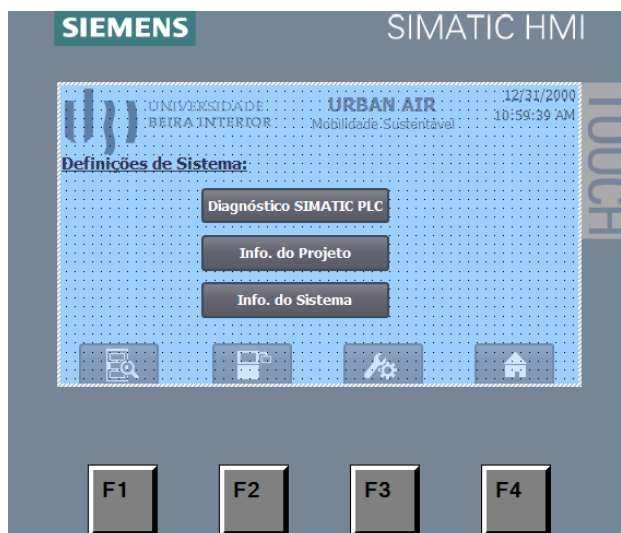 SIEMENS
SIMATIC HMI
TOUCH
UNIVERSIDADE
BEIRA INTERIOR
URBAN AIR
Mobilidade Sustentável
12/31/2000
10:59:39 AM
Definições de Sistema:
Diagnóstico SIMATIC PLC
Info. do Projeto
Info. do Sistema
F1
F2
F3
F4